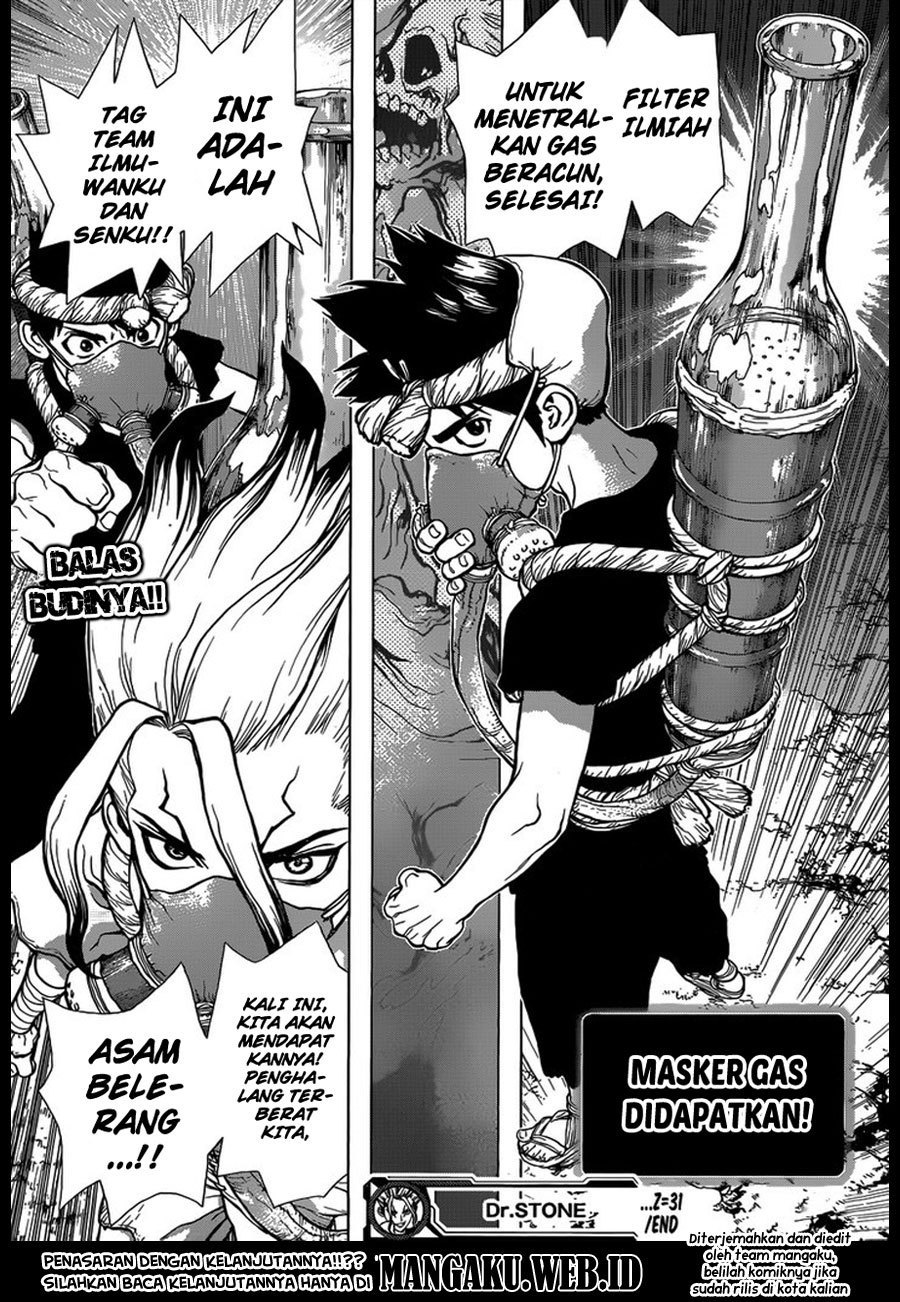 FILTER
ILMIAH
UNTUK
MENETRAL-
KAN GAS
BERACUN,
SELESAI!
MASKER GAS
DIDAPATKAN!
INI
ADA-
LAH
TAG
TEAM
ILMU-
WANKU
DAN
SENKU!!
BALAS
BUDINYA!!
KALI INI,
KITA AKAN
MENDAPAT
KANNYA!
PENGHA-
LANG TER-
BERAT
KITA,
ASAM
BELE-
RANG
...!!
Dr.STONE
...Z=31
/END
PENASARAN DENGAN KELANJUTANNYA!!??
SILAHKAN BACA KELANJUTANNYA HANYA DI
MANGAKU.WEB.ID
Diterjemahkan dan diedit
oleh team mangaku,
belilah komiknya jika
sudah rilis di kota kalian